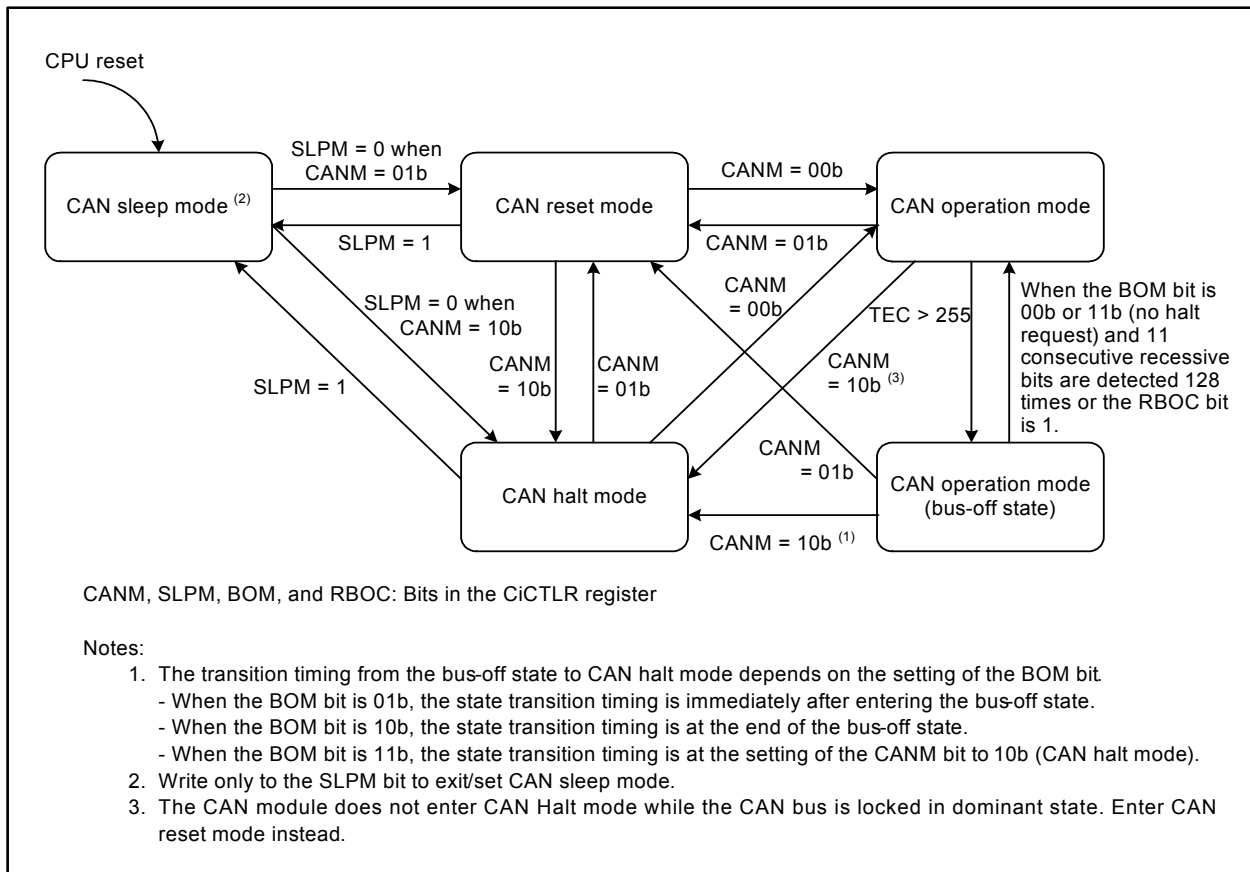 CPU reset
SLPM = 0 when
CANM = 01b
CANM = 00b
CAN sleep mode (2)
CAN reset mode
CAN operation mode
SLPM = 1
CANM = 01b
SLPM = 0 when
CANM = 10b
CANM
= 00b
TEC > 255
When the BOM bit is
00b or 11b (no halt
request) and 11
consecutive recessive
bits are detected 128
times or the RBOC bit
is 1.
SLPM = 1
CANM
= 10b
CANM
= 01b
CANM
= 10b (3)
CANM
= 01b
CAN halt mode
CAN operation mode
(bus-off state)
CANM = 10b (1)
CANM, SLPM, BOM, and RBOC: Bits in the CiCTLR register
Notes:
1. The transition timing from the bus-off state to CAN halt mode depends on the setting of the BOM bit.
- When the BOM bit is 01b, the state transition timing is immediately after entering the bus-off state.
- When the BOM bit is 10b, the state transition timing is at the end of the bus-off state.
- When the BOM bit is 11b, the state transition timing is at the setting of the CANM bit to 10b (CAN halt mode).
2. Write only to the SLPM bit to exit/set CAN sleep mode.
3. The CAN module does not enter CAN Halt mode while the CAN bus is locked in dominant state. Enter CAN
reset mode instead.